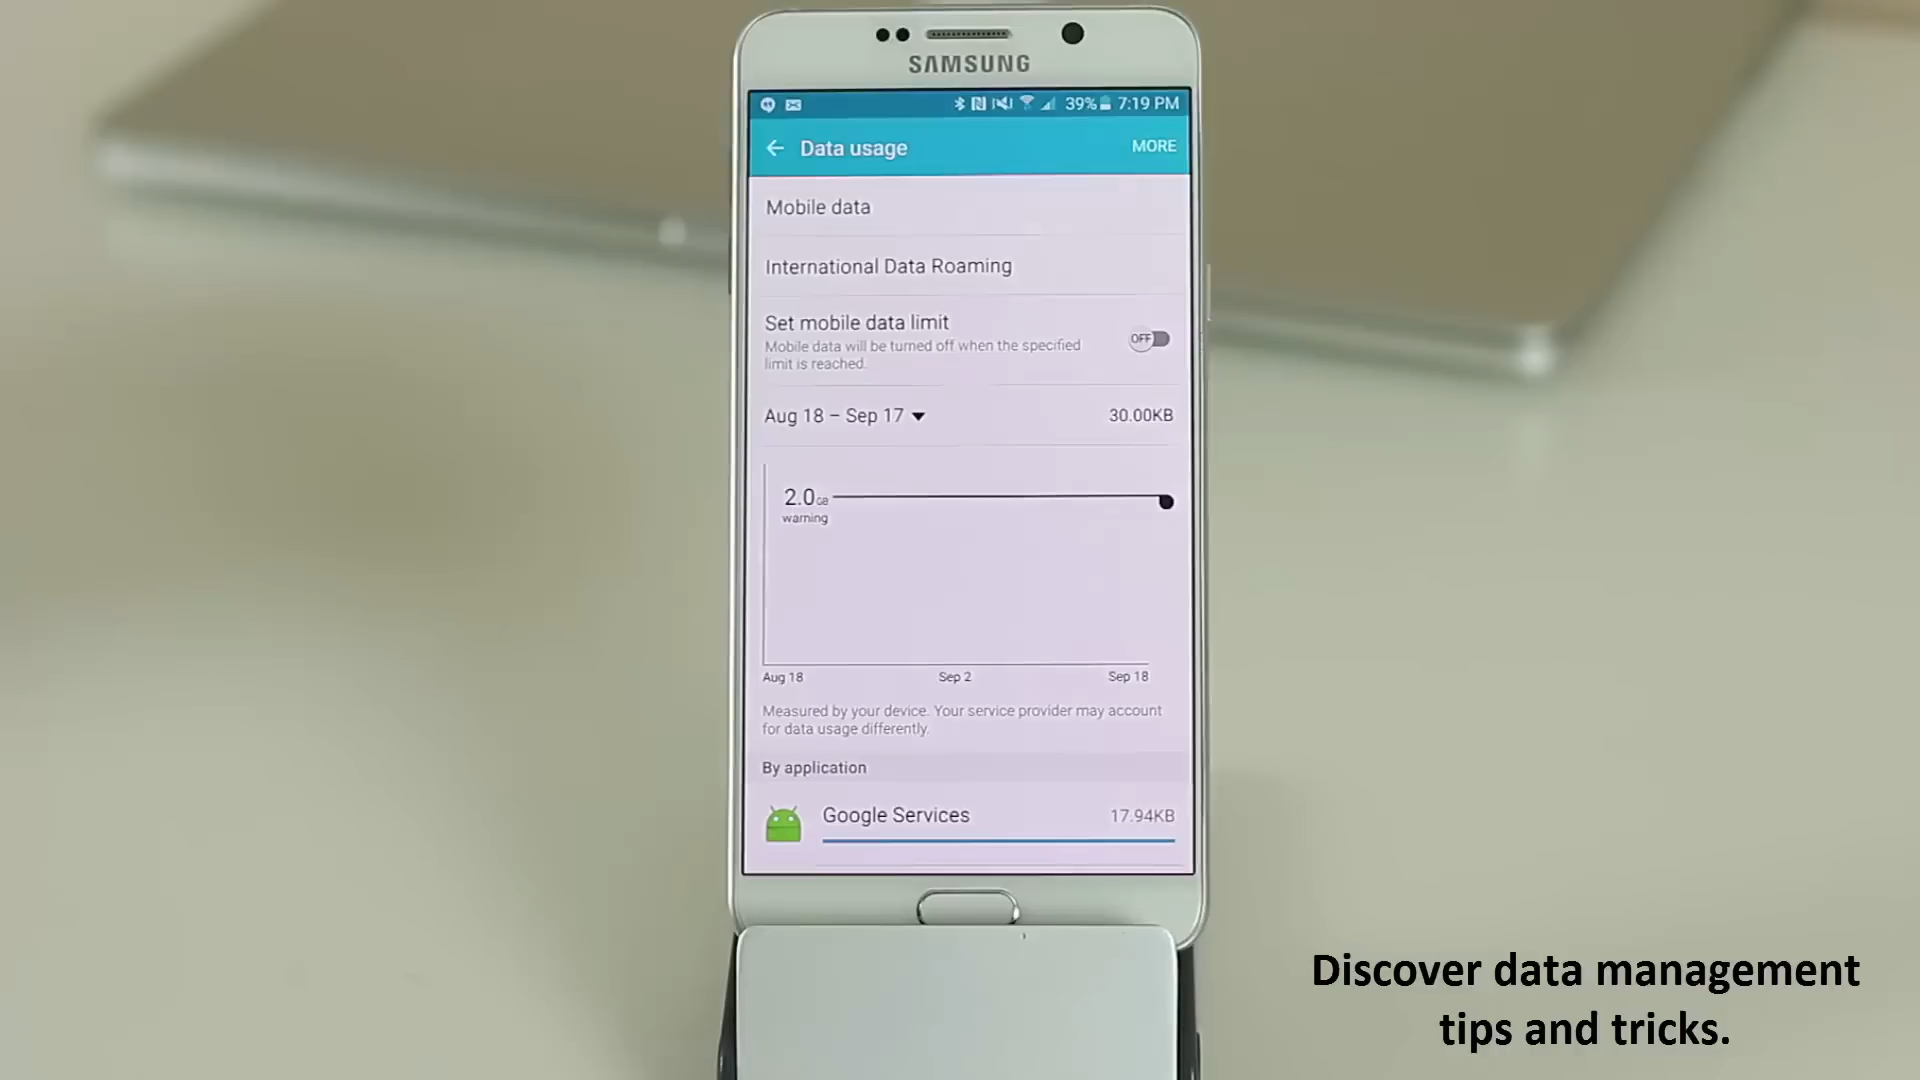 SAMSUNG
39% 7:19 PM
Data usage MORE
Mobile data
International Data Roaming
Set mobile data limit
Mobile data will be turned off when the specified
limit is reached.
OFF
Aug 18 – Sep 17 30.00KB
2.0GB
warning
Aug 18 Sep 2 Sep 18
Measured by your device. Your service provider may account
for data usage differently.
By application
Google Services 17.94KB
Discover data management
tips and tricks.